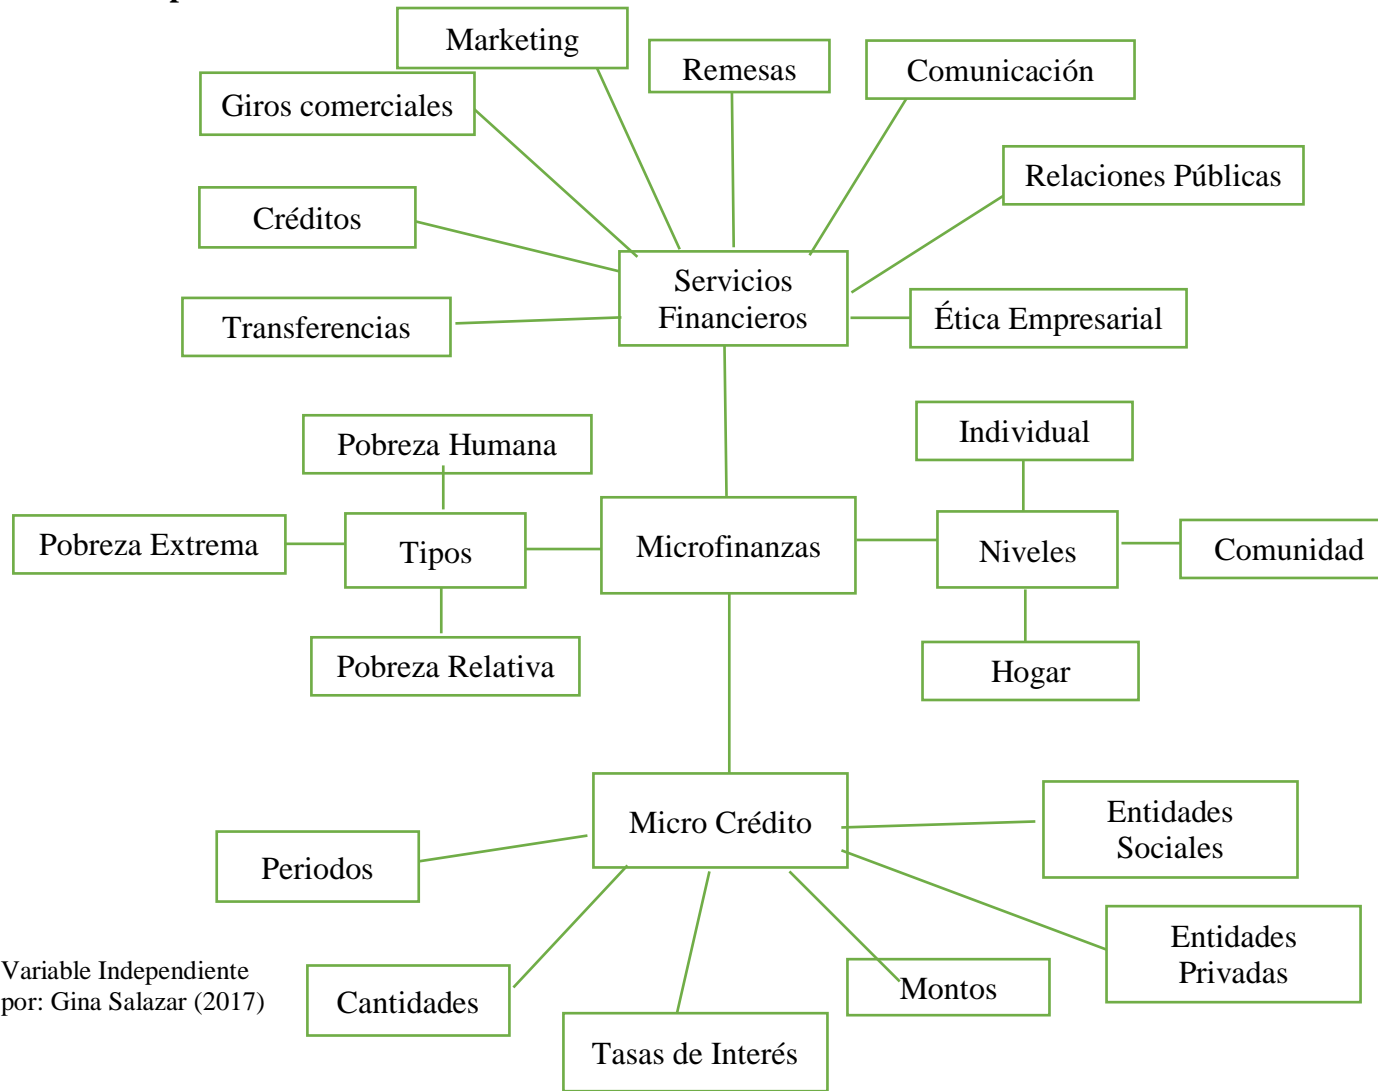 Marketing
Remesas
Comunicación
Giros comerciales
Relaciones Públicas
Créditos
Servicios
Financieros
Transferencias
Ética Empresarial
Individual
Pobreza Humana
Pobreza Extrema
Tipos
Microfinanzas
Niveles
Comunidad
Pobreza Relativa
Hogar
Micro Crédito
Entidades
Sociales
Periodos
Entidades
Privadas
Variable Independiente
por: Gina Salazar (2017)
Cantidades
Montos
Tasas de Interés